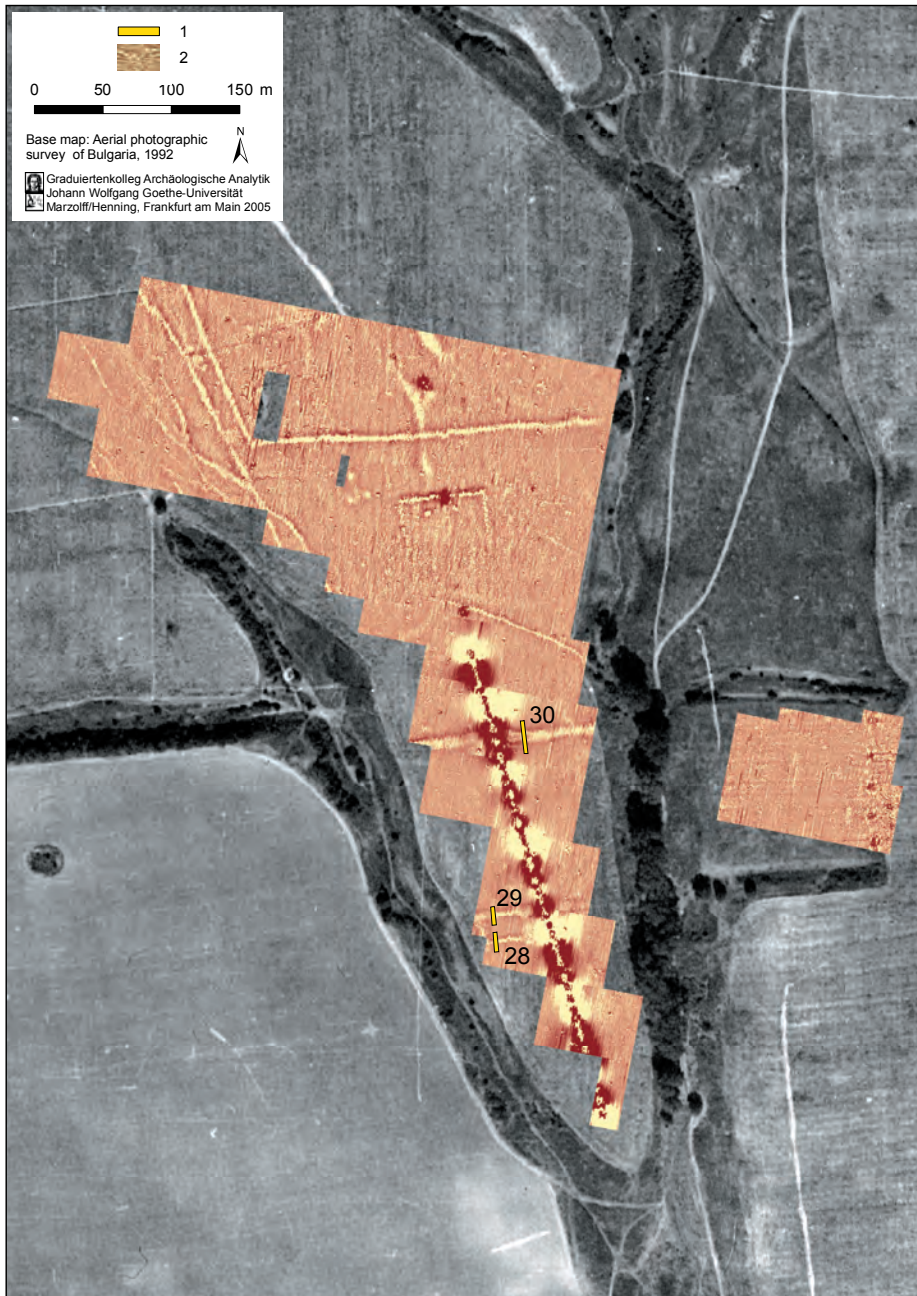 1
2
0 50 100 150 m
Base map: Aerial photographic
survey of Bulgaria, 1992
N
Graduiertenkolleg Archäologische Analytik
Johann Wolfgang Goethe-Universität
Marzolff/Henning, Frankfurt am Main 2005
30
29
28